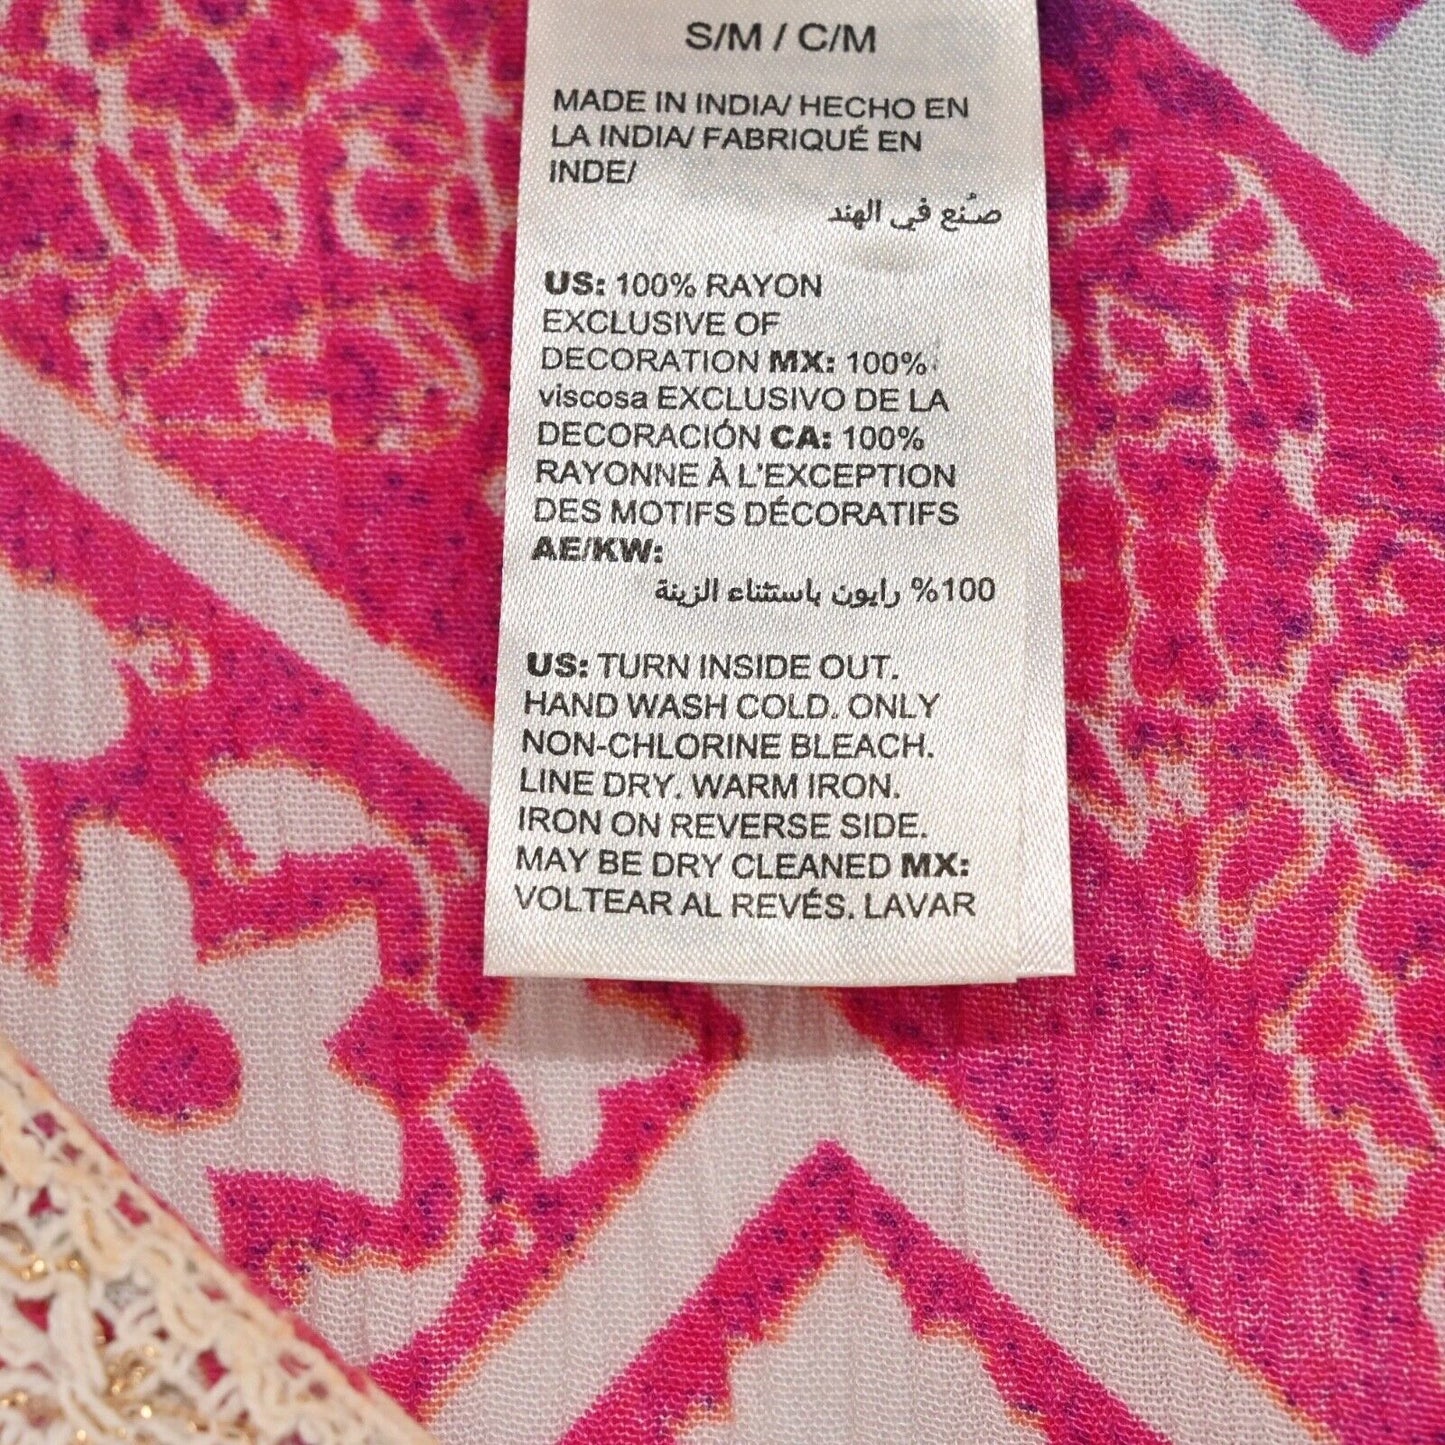 S/M / C/M
MADE IN INDIA/ HECHO EN
LA INDIA/ FABRIQUÉ EN
INDE/
صُنع في الهند
US: 100% RAYON
EXCLUSIVE OF
DECORATION MX: 100%
viscosa EXCLUSIVO DE LA
DECORACIÓN CA: 100%
RAYONNE À L'EXCEPTION
DES MOTIFS DÉCORATIFS
AE/KW:
100% رايون باستثناء الزينة
US: TURN INSIDE OUT.
HAND WASH COLD. ONLY
NON-CHLORINE BLEACH.
LINE DRY. WARM IRON.
IRON ON REVERSE SIDE.
MAY BE DRY CLEANED MX:
VOLTEAR AL REVÉS. LAVAR